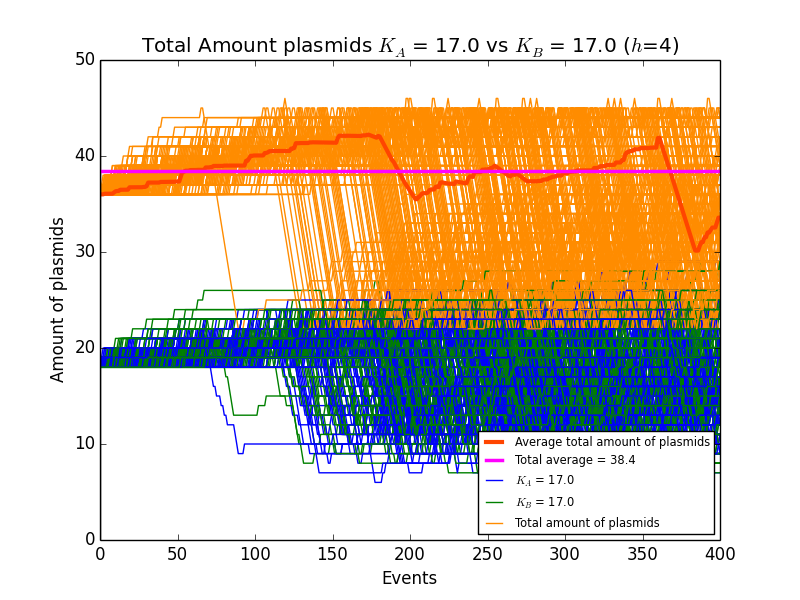 Total Amount plasmids K_A = 17.0 vs K_B = 17.0 (h=4)
50
40
30
20
10
0
Amount of plasmids
0 50 100 150 200 250 300 350 400
Events
Average total amount of plasmids
Total average = 38.4
K_A = 17.0
K_B = 17.0
Total amount of plasmids